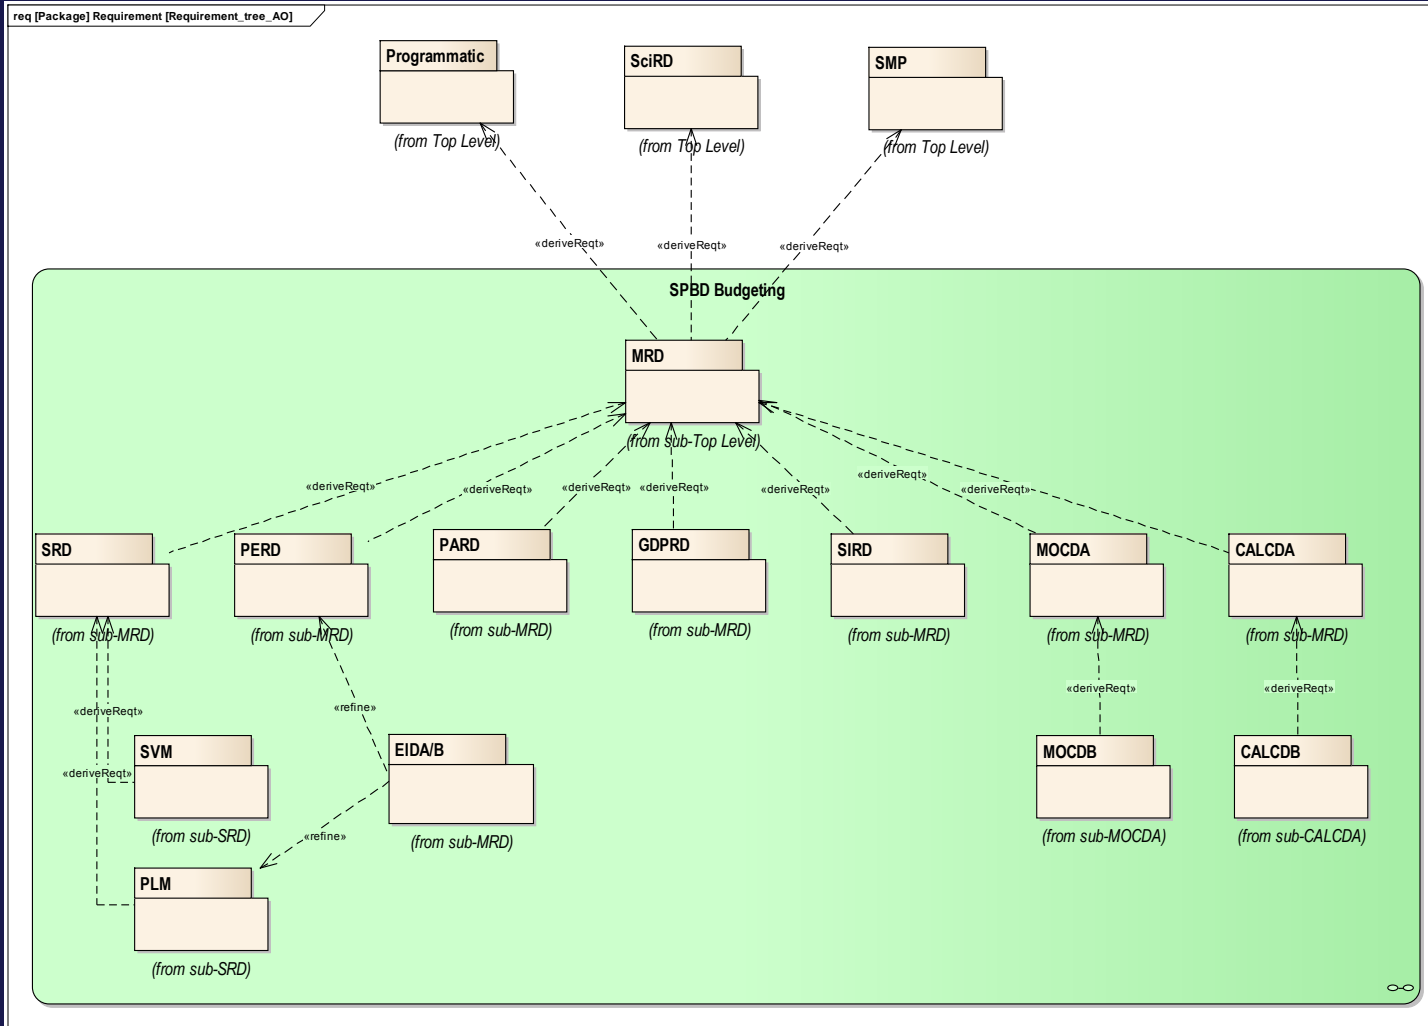 req [Package] Requirement [Requirement_tree_AO]
Programmatic
SciRD
SMP
(from Top Level)
(from Top Level)
(from Top Level)
«deriveReqt»
«deriveReqt»
«deriveReqt»
SPBD Budgeting
MRD
(from sub-Top Level)
«deriveReqt»
«deriveReqt»
«deriveReqt»
«deriveReqt»
«deriveReqt»
«deriveReqt»
«deriveReqt»
SRD
PERD
PARD
GDPRD
SIRD
MOCDA
CALCDA
(from sub-MRD)
(from sub-MRD)
(from sub-MRD)
(from sub-MRD)
(from sub-MRD)
(from sub-MRD)
(from sub-MRD)
«deriveReqt»
«refine»
«deriveReqt»
«deriveReqt»
SVM
EIDA/B
MOCDB
CALCDB
«deriveReqt»
(from sub-SRD)
«refine»
(from sub-MRD)
(from sub-MOCDA)
(from sub-CALCDA)
PLM
(from sub-SRD)